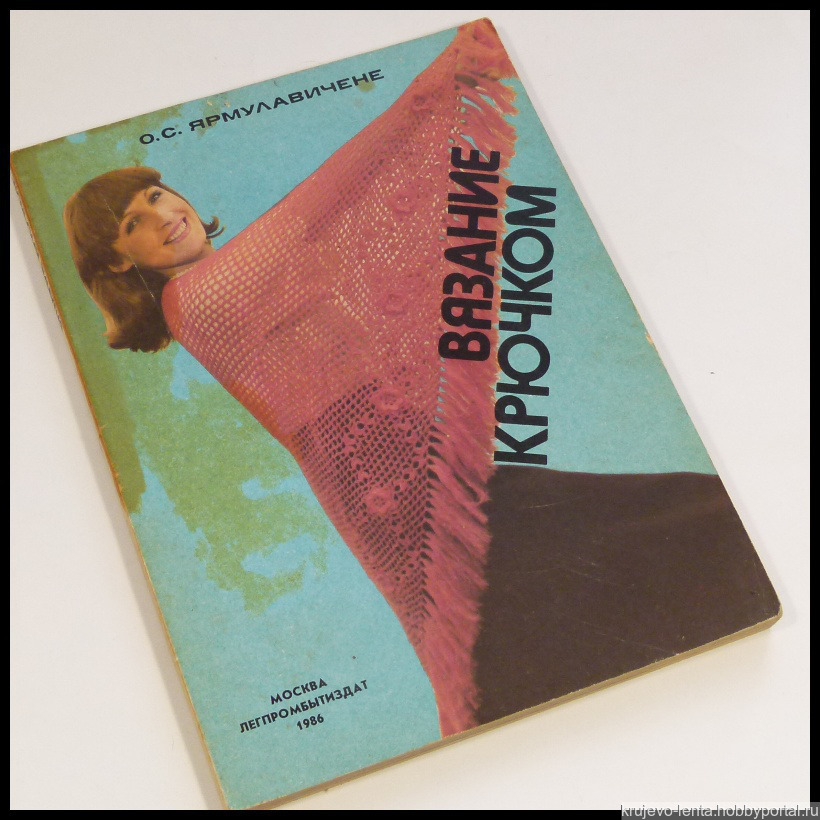 О.С. ЯРМУЛАВИЧЕНЕ
ВЯЗАНИЕ
КРЮЧКОМ
МОСКВА
ЛЕГПРОМБЫТИЗДАТ
1986
krujevo-lenta.hobbyportal.ru